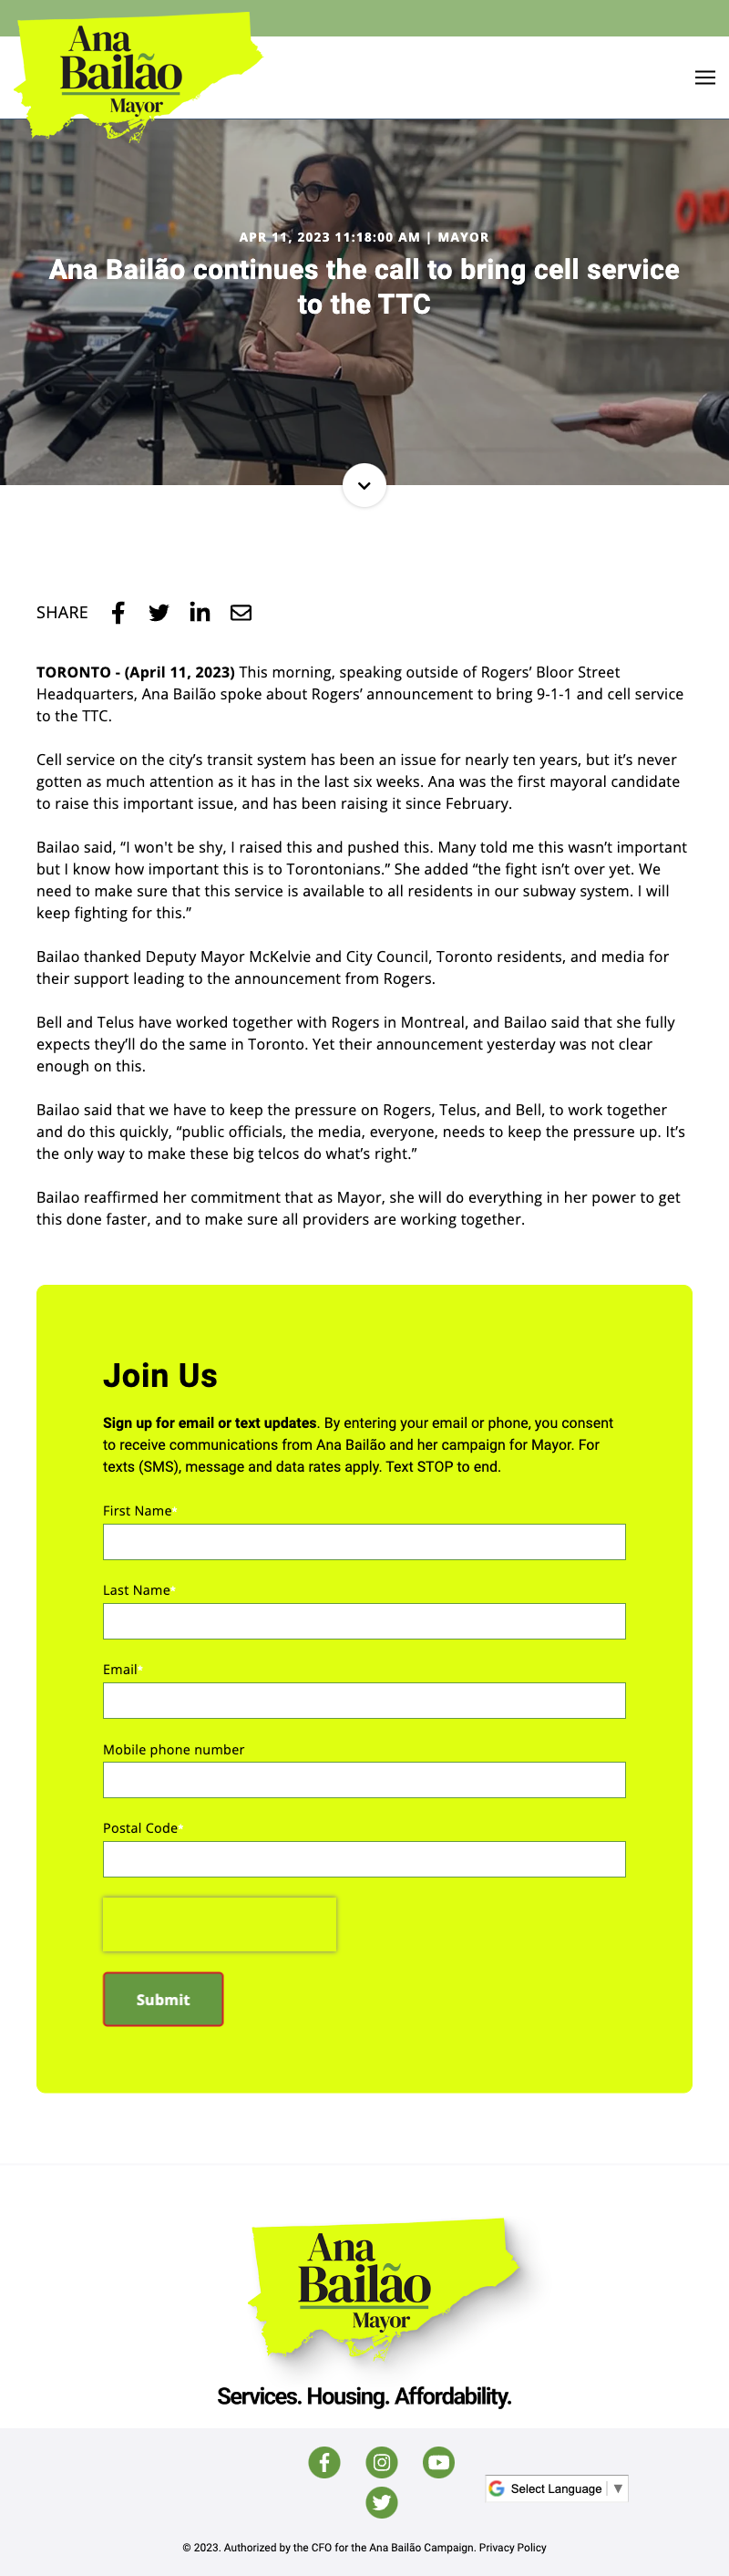 Ana
Bailão
Mayor
APR 11, 2023 11:18:00 AM | MAYOR
Ana Bailão continues the call to bring cell service
to the TTC
SHARE
TORONTO - (April 11, 2023) This morning, speaking outside of Rogers’ Bloor Street
Headquarters, Ana Bailão spoke about Rogers’ announcement to bring 9-1-1 and cell service
to the TTC.
Cell service on the city’s transit system has been an issue for nearly ten years, but it’s never
gotten as much attention as it has in the last six weeks. Ana was the first mayoral candidate
to raise this important issue, and has been raising it since February.
Bailao said, “I won't be shy, I raised this and pushed this. Many told me this wasn’t important
but I know how important this is to Torontonians.” She added “the fight isn’t over yet. We
need to make sure that this service is available to all residents in our subway system. I will
keep fighting for this.”
Bailao thanked Deputy Mayor McKelvie and City Council, Toronto residents, and media for
their support leading to the announcement from Rogers.
Bell and Telus have worked together with Rogers in Montreal, and Bailao said that she fully
expects they’ll do the same in Toronto. Yet their announcement yesterday was not clear
enough on this.
Bailao said that we have to keep the pressure on Rogers, Telus, and Bell, to work together
and do this quickly, “public officials, the media, everyone, needs to keep the pressure up. It’s
the only way to make these big telcos do what’s right.”
Bailao reaffirmed her commitment that as Mayor, she will do everything in her power to get
this done faster, and to make sure all providers are working together.
Join Us
Sign up for email or text updates. By entering your email or phone, you consent
to receive communications from Ana Bailão and her campaign for Mayor. For
texts (SMS), message and data rates apply. Text STOP to end.
First Name*
Last Name*
Email*
Mobile phone number
Postal Code*
Submit
Ana
Bailão
Mayor
Services. Housing. Affordability.
Select Language ▼
© 2023. Authorized by the CFO for the Ana Bailão Campaign. Privacy Policy